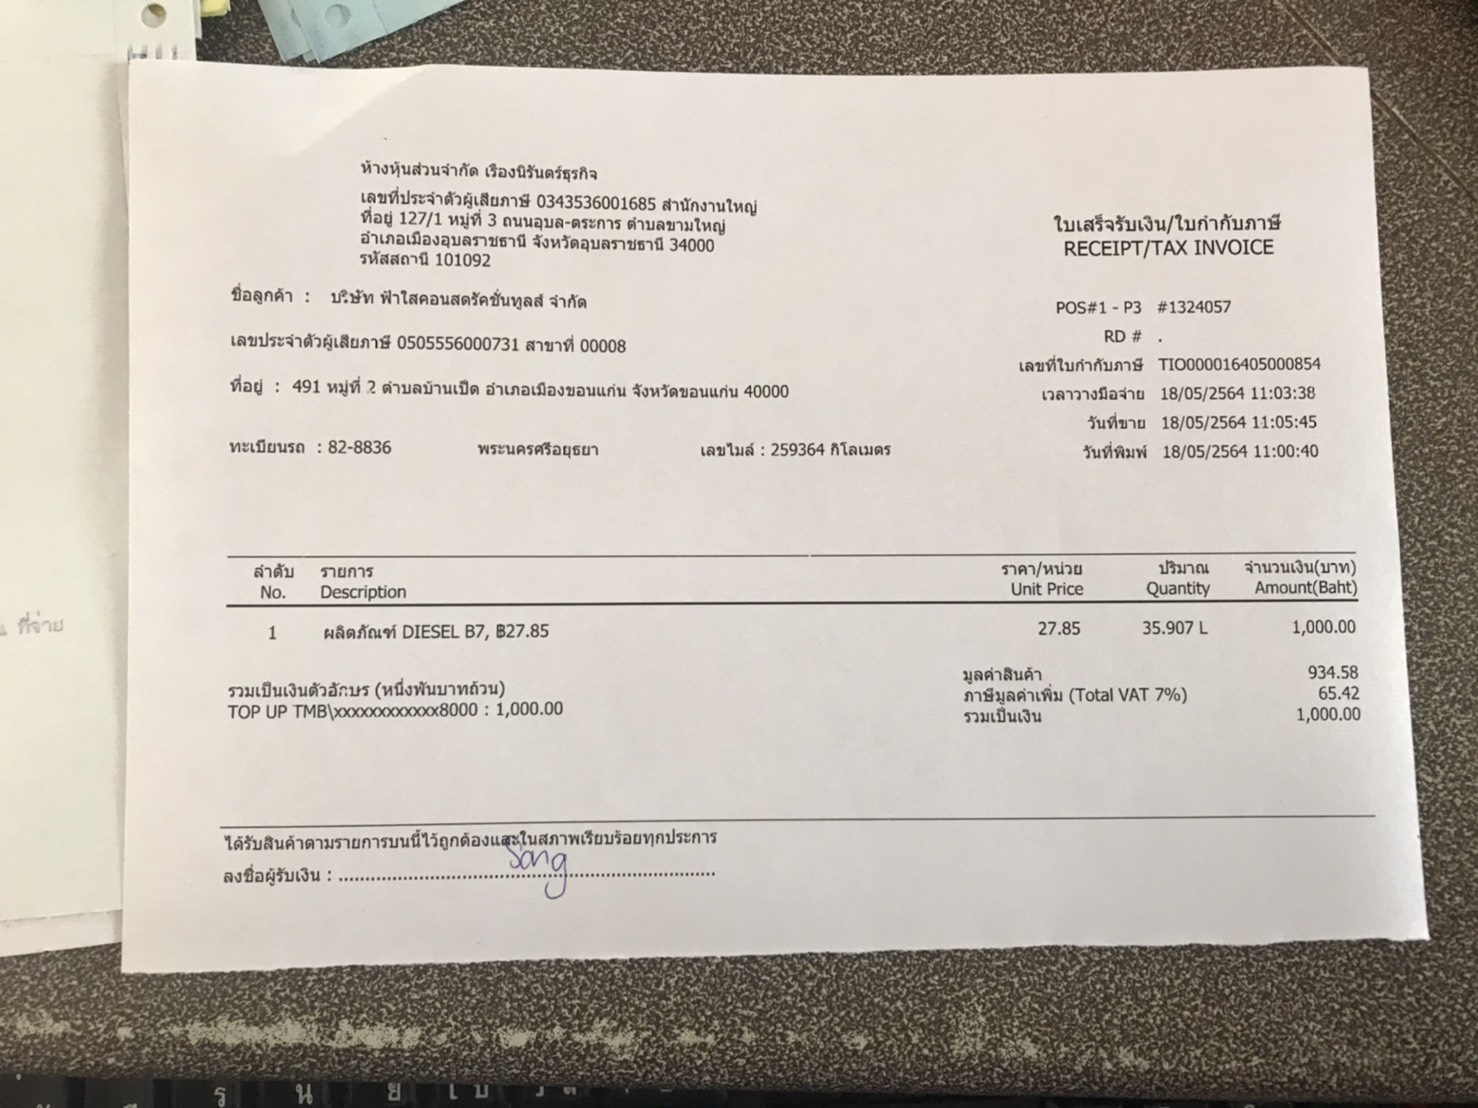 ห้างหุ้นส่วนจำกัด เรืองนิรันดร์ธุรกิจ
เลขที่ประจำตัวผู้เสียภาษี 0343536001685 สำนักงานใหญ่
ที่อยู่ 127/1 หมู่ที่ 3 ถนนอุบล-ตระการ ตำบลขามใหญ่
อำเภอเมืองอุบลราชธานี จังหวัดอุบลราชธานี 34000
รหัสสถานี 101092
ใบเสร็จรับเงิน/ใบกำกับภาษี
RECEIPT/TAX INVOICE
ชื่อลูกค้า : บริษัท ฟ้าใสคอนสตรัคชั่นทูลส์ จำกัด
เลขประจำตัวผู้เสียภาษี 0505556000731 สาขาที่ 00008
ที่อยู่ : 491 หมู่ที่ 2 ตำบลบ้านเป็ด อำเภอเมืองขอนแก่น จังหวัดขอนแก่น 40000
ทะเบียนรถ : 82-8836 พระนครศรีอยุธยา เลขไมล์ : 259364 กิโลเมตร
POS#1 - P3 #1324057
RD # .
เลขที่ใบกำกับภาษี TIO000016405000854
เวลาวางมือจ่าย 18/05/2564 11:03:38
วันที่ขาย 18/05/2564 11:05:45
วันที่พิมพ์ 18/05/2564 11:00:40
ลำดับ รายการ ราคา/หน่วย ปริมาณ จำนวนเงิน(บาท)
No. Description Unit Price Quantity Amount(Baht)
1 ผลิตภัณฑ์ DIESEL B7, ฿27.85 27.85 35.907 L 1,000.00
มูลค่าสินค้า 934.58
รวมเป็นเงินตัวอักษร (หนึ่งพันบาทถ้วน) ภาษีมูลค่าเพิ่ม (Total VAT 7%) 65.42
TOP UP TMB\xxxxxxxxxxxx8000 : 1,000.00 รวมเป็นเงิน 1,000.00
ได้รับสินค้าตามรายการบนนี้ไว้ถูกต้องและในสภาพเรียบร้อยทุกประการ
ลงชื่อผู้รับเงิน : Sang
ที่จ่าย